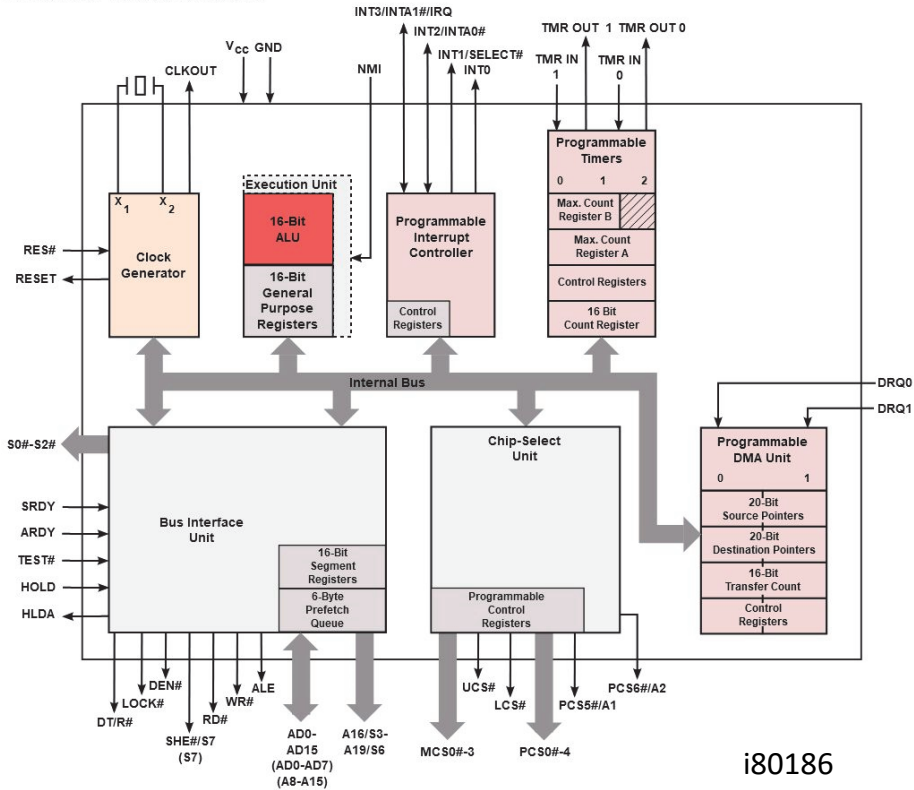 INT3/INTA1#/IRQ
INT2/INTA0#
INT1/SELECT#
INT0
TMR OUT 1 TMR OUT 0
TMR IN
1
TMR IN
0
VCC GND
CLKOUT
NMI
X1
X2
Clock
Generator
RES#
RESET
Execution Unit
16-Bit
ALU
16-Bit
General
Purpose
Registers
Programmable
Interrupt
Controller
Control
Registers
Programmable
Timers
0 1 2
Max. Count
Register B
Max. Count
Register A
Control Registers
16 Bit
Count Register
Internal Bus
DRQ0
DRQ1
S0#-S2#
SRDY
ARDY
TEST#
HOLD
HLDA
Bus Interface
Unit
16-Bit
Segment
Registers
6-Byte
Prefetch
Queue
Chip-Select
Unit
Programmable
Control
Registers
Programmable
DMA Unit
0 1
20-Bit
Source Pointers
20-Bit
Destination Pointers
16-Bit
Transfer Count
Control
Registers
DT/R#
LOCK#
DEN#
SHE#/S7
(S7)
RD#
WR#
ALE
AD0-
AD15
(AD0-AD7)
(A8-A15)
A16/S3-
A19/S6
MCS0#-3
UCS#
LCS#
PCS0#-4
PCS5#/A1
PCS6#/A2
i80186